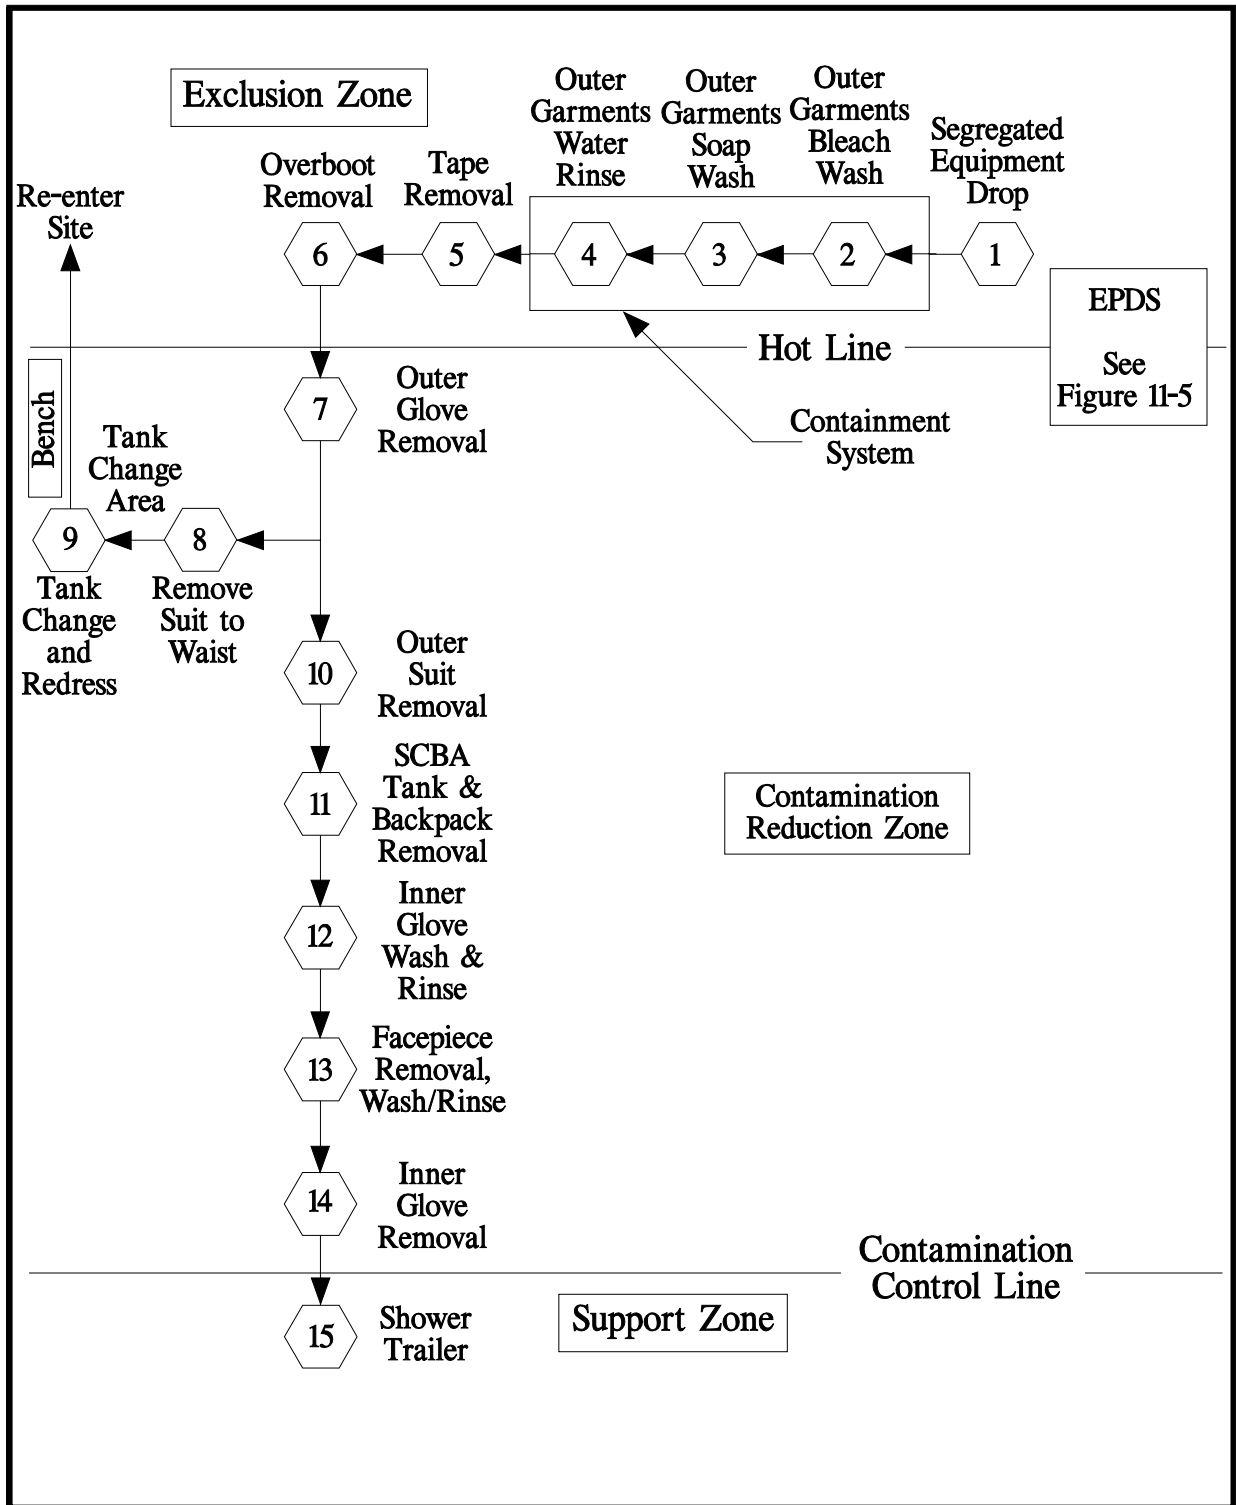 Exclusion Zone
Outer
Garments
Water
Rinse
Outer
Garments
Soap
Wash
Outer
Garments
Bleach
Wash
Segregated
Equipment
Drop
Overboot
Removal
Tape
Removal
Re-enter
Site
6
5
4
3
2
1
EPDS
See
Figure 11-5
Hot Line
Containment
System
7
Outer
Glove
Removal
Bench
Tank
Change
Area
9
8
Tank
Change
and
Redress
Remove
Suit to
Waist
10
Outer
Suit
Removal
11
SCBA
Tank &
Backpack
Removal
Contamination
Reduction Zone
12
Inner
Glove
Wash &
Rinse
13
Facepiece
Removal,
Wash/Rinse
14
Inner
Glove
Removal
Contamination
Control Line
Support Zone
15
Shower
Trailer